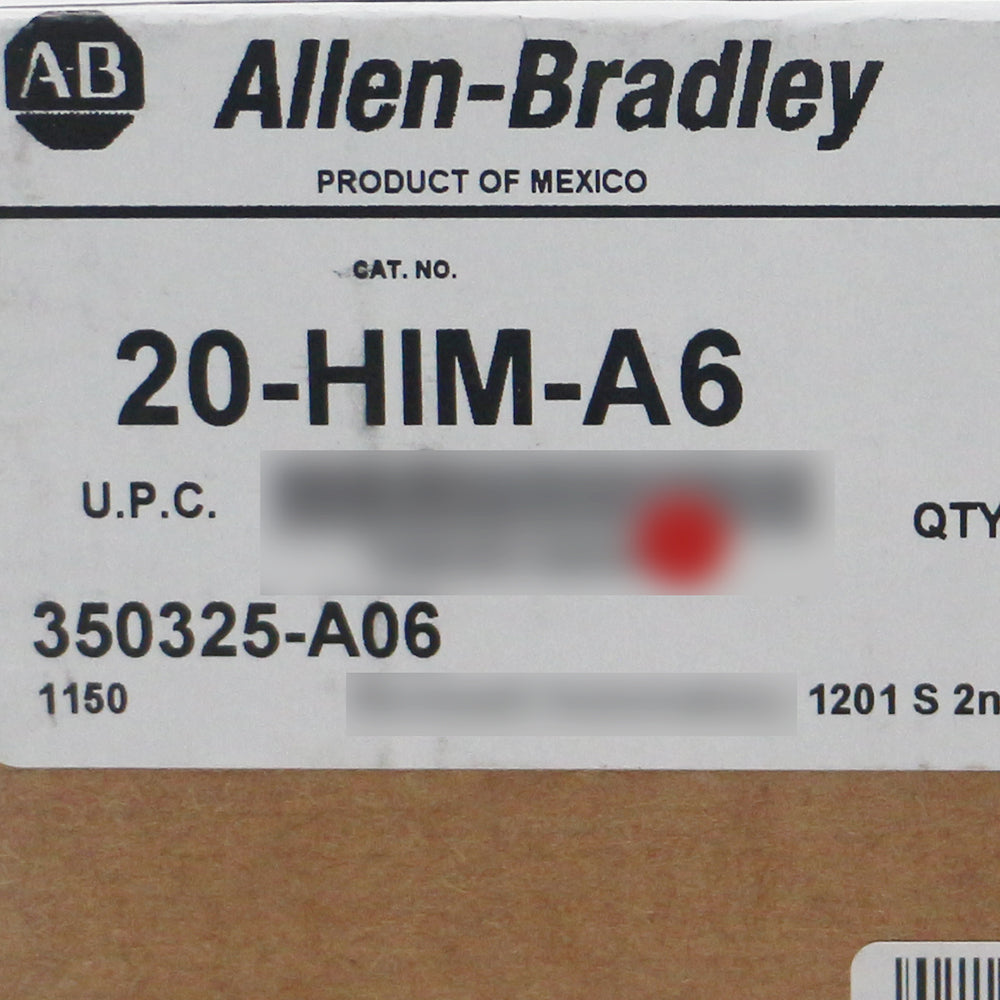 AB
Allen-Bradley
PRODUCT OF MEXICO
CAT. NO.
20-HIM-A6
U.P.C.
QTY
350325-A06
1150 1201 S 2n